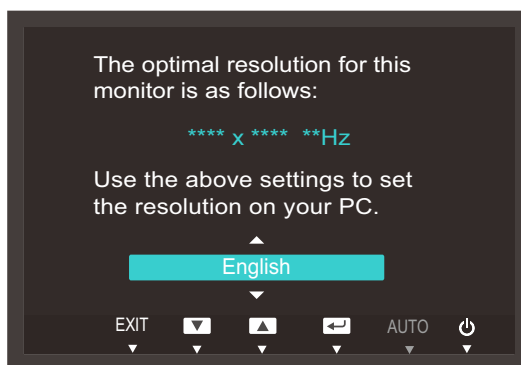 The optimal resolution for this
monitor is as follows:
**** x **** **Hz
Use the above settings to set
the resolution on your PC.
English
EXIT AUTO